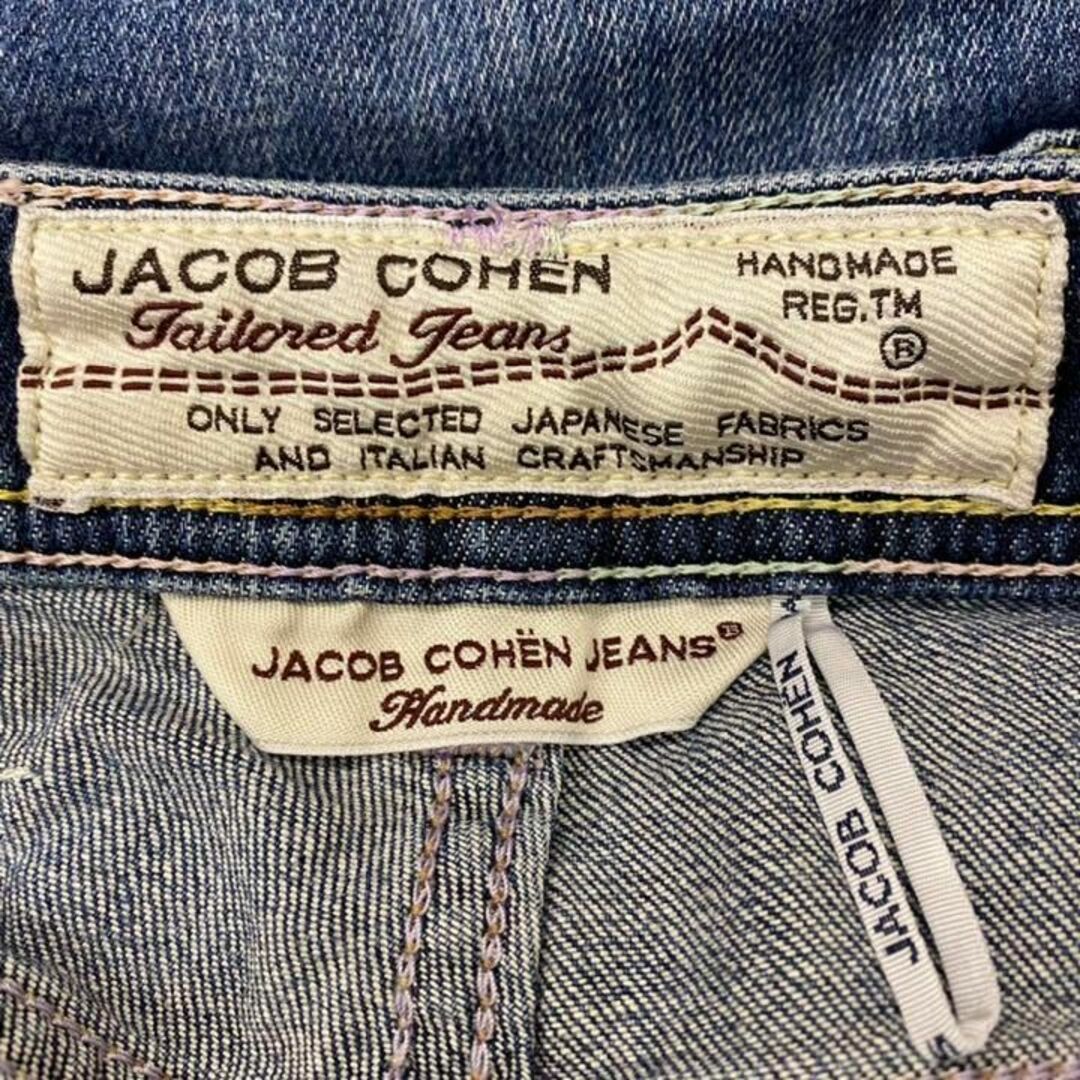 JACOB COHEN
Tailored Jeans
HANDMADE
REG.TM
®
ONLY SELECTED JAPANESE FABRICS
AND ITALIAN CRAFTSMANSHIP
JACOB COHËN JEANS®
Handmade
JACOB COHEN